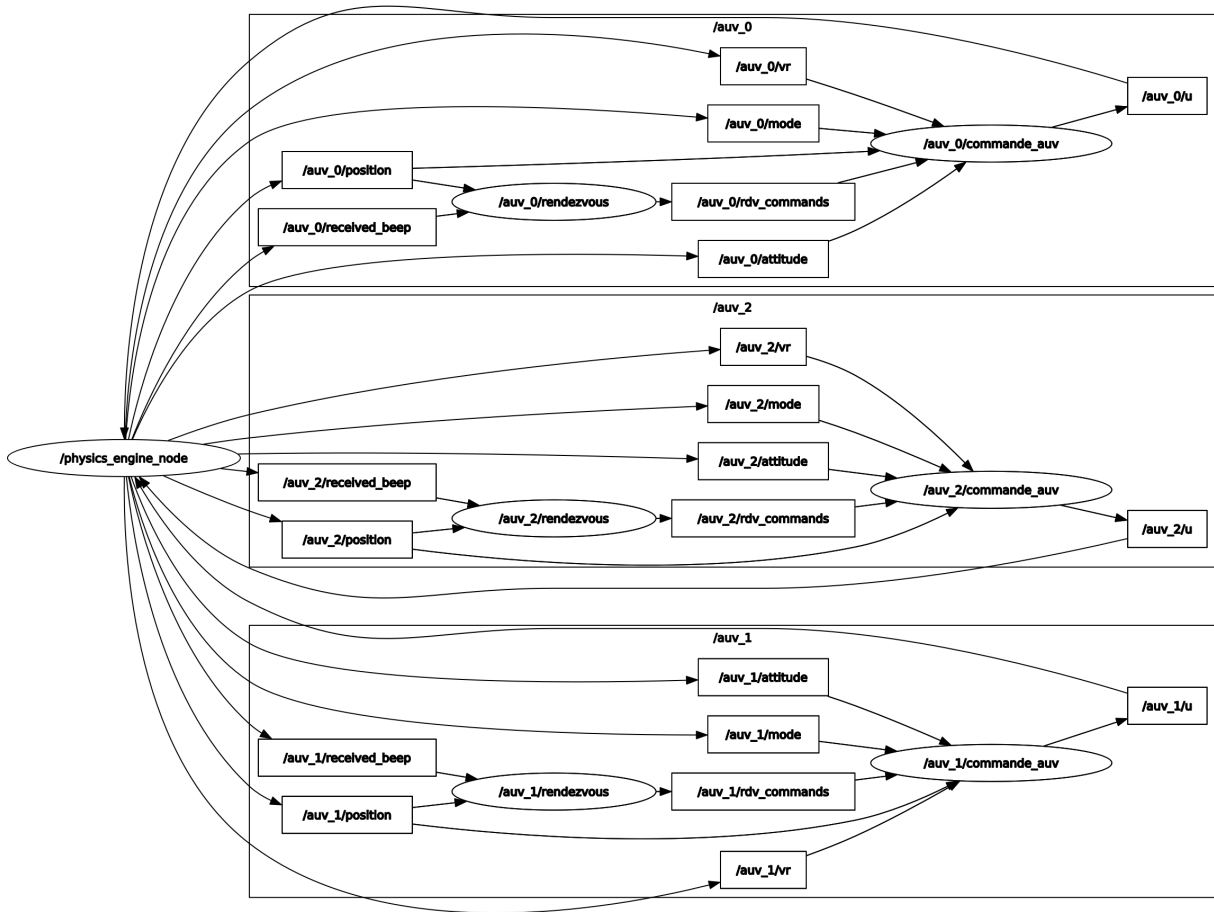 /auv_0
/auv_0/vr
/auv_0/u
/auv_0/mode
/auv_0/commande_auv
/auv_0/position
/auv_0/rendezvous
/auv_0/rdv_commands
/auv_0/received_beep
/auv_0/attitude
/auv_2
/auv_2/vr
/auv_2/mode
/physics_engine_node
/auv_2/attitude
/auv_2/received_beep
/auv_2/commande_auv
/auv_2/rendezvous
/auv_2/rdv_commands
/auv_2/position
/auv_2/u
/auv_1
/auv_1/attitude
/auv_1/u
/auv_1/mode
/auv_1/received_beep
/auv_1/commande_auv
/auv_1/rendezvous
/auv_1/rdv_commands
/auv_1/position
/auv_1/vr